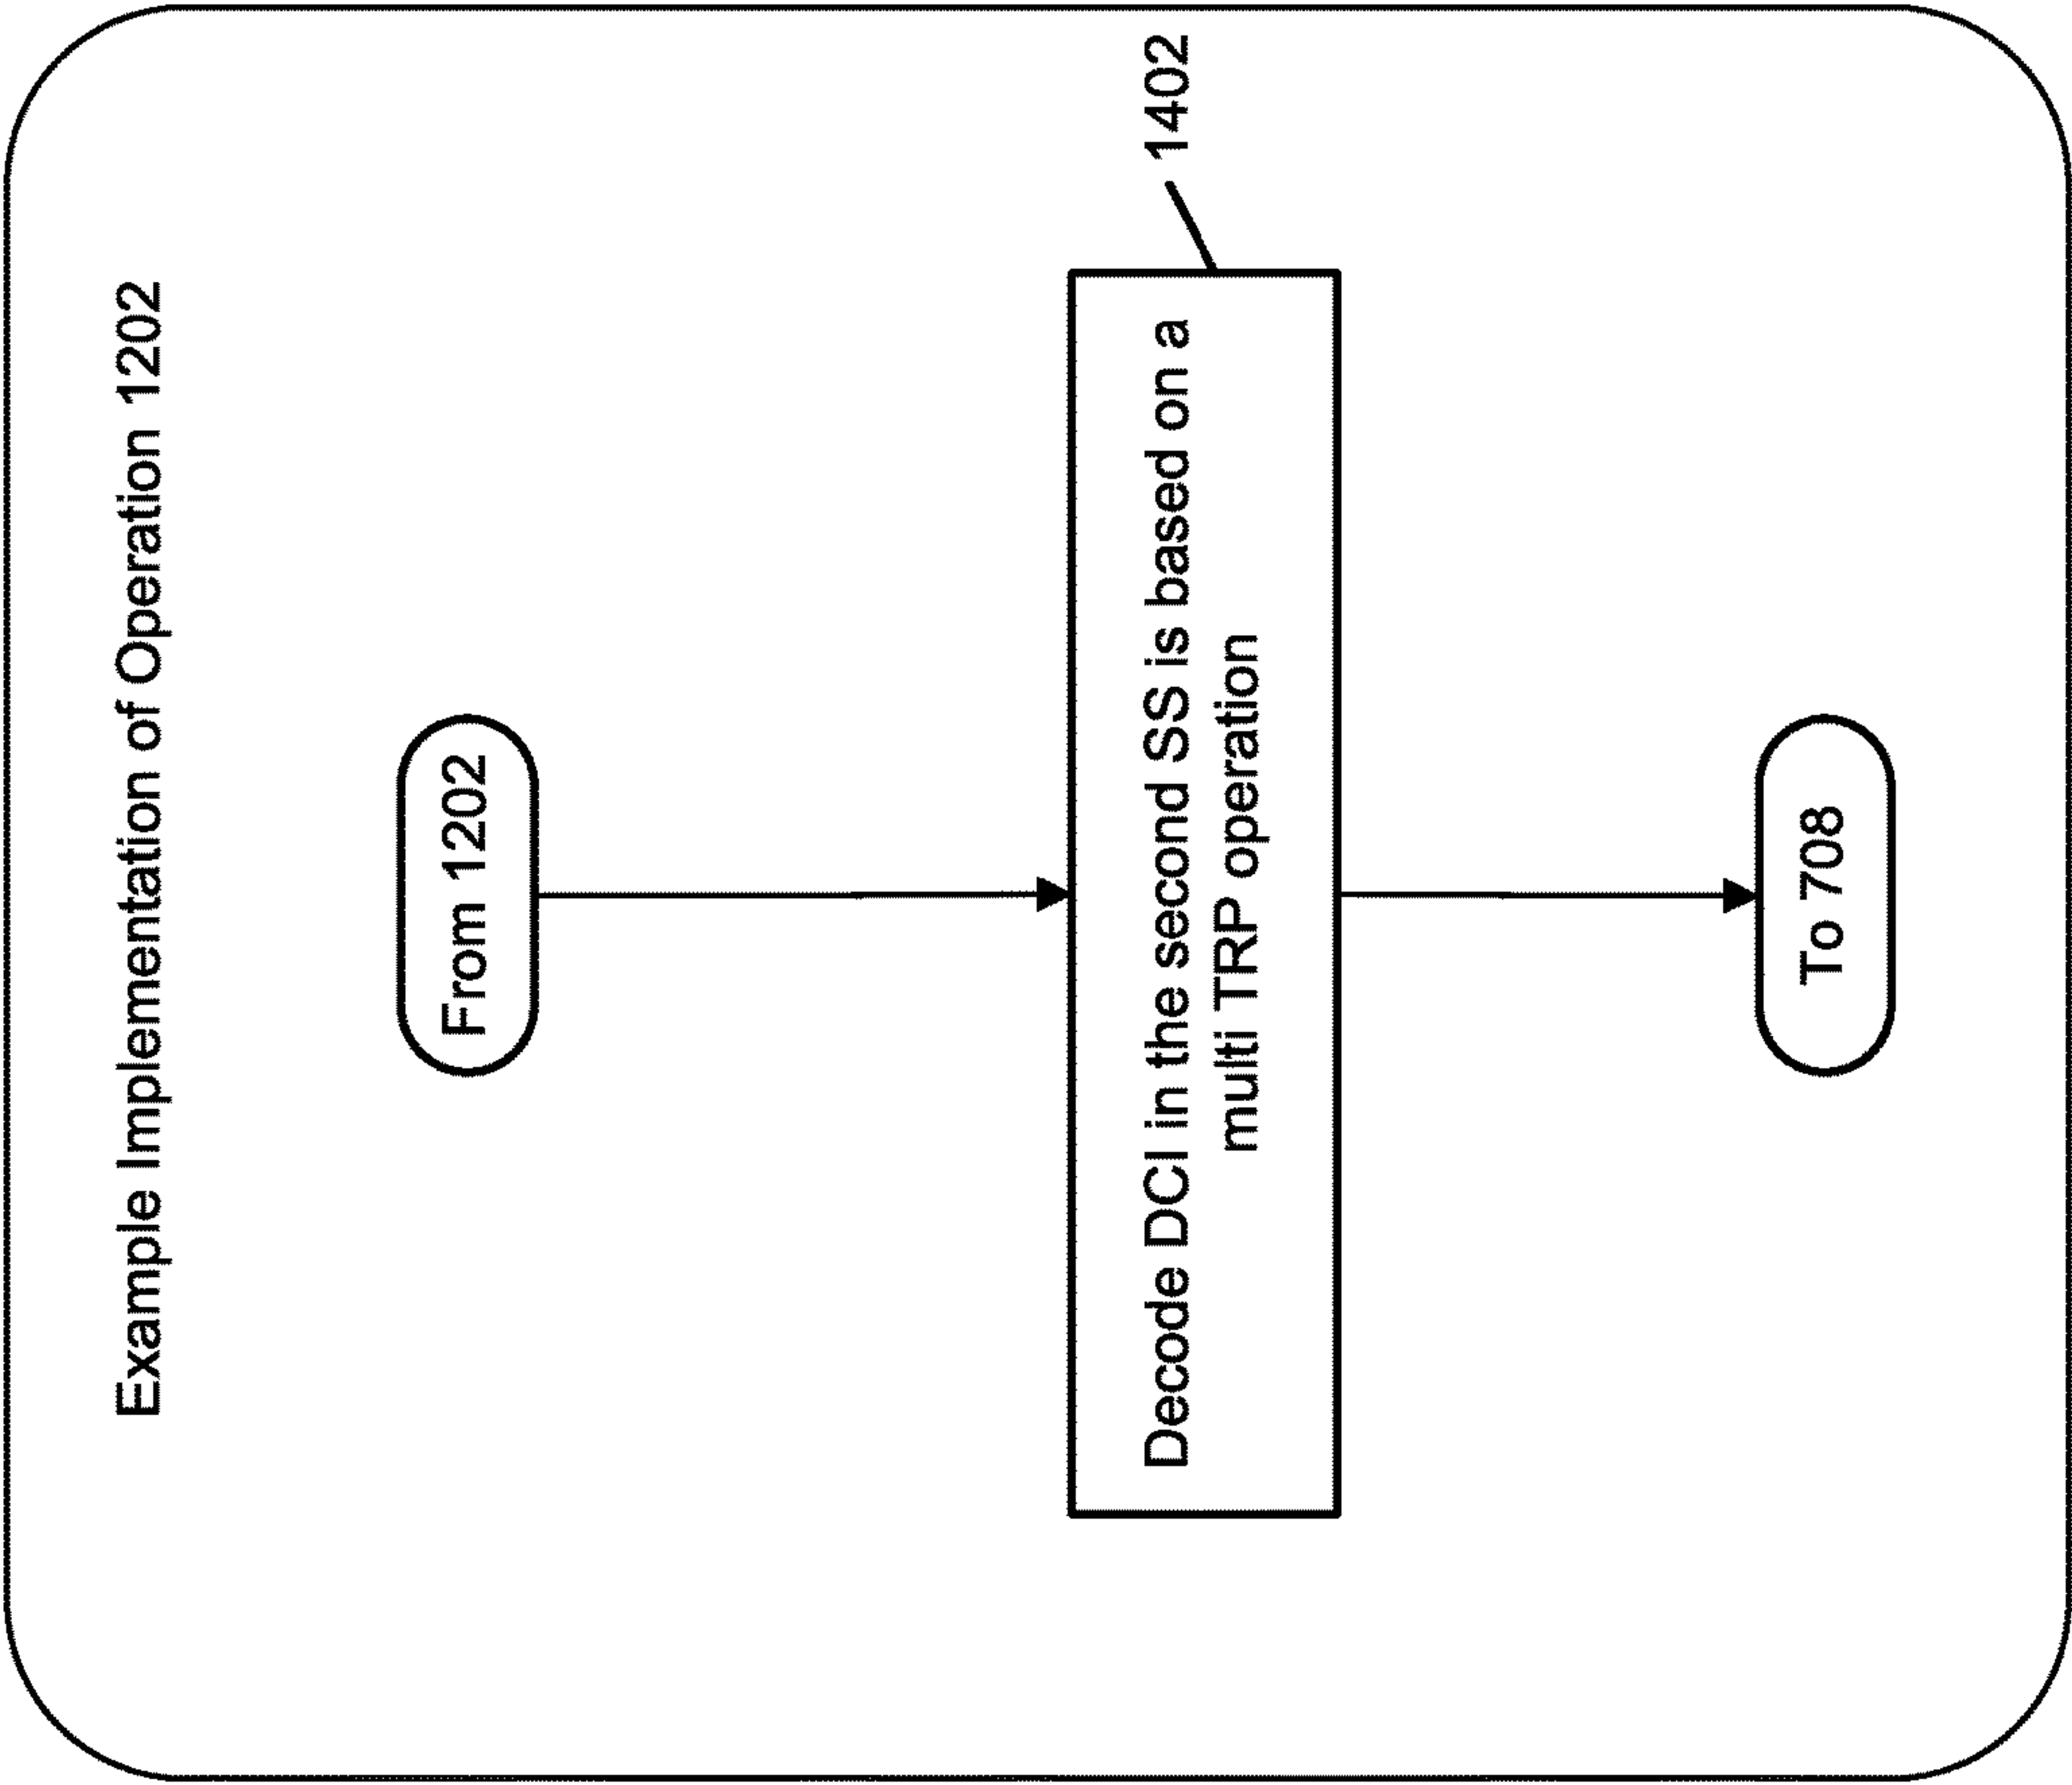 Example Implementation of Operation 1202
From 1202
Decode DCI in the second SS is based on a
multi TRP operation
1402
To 708